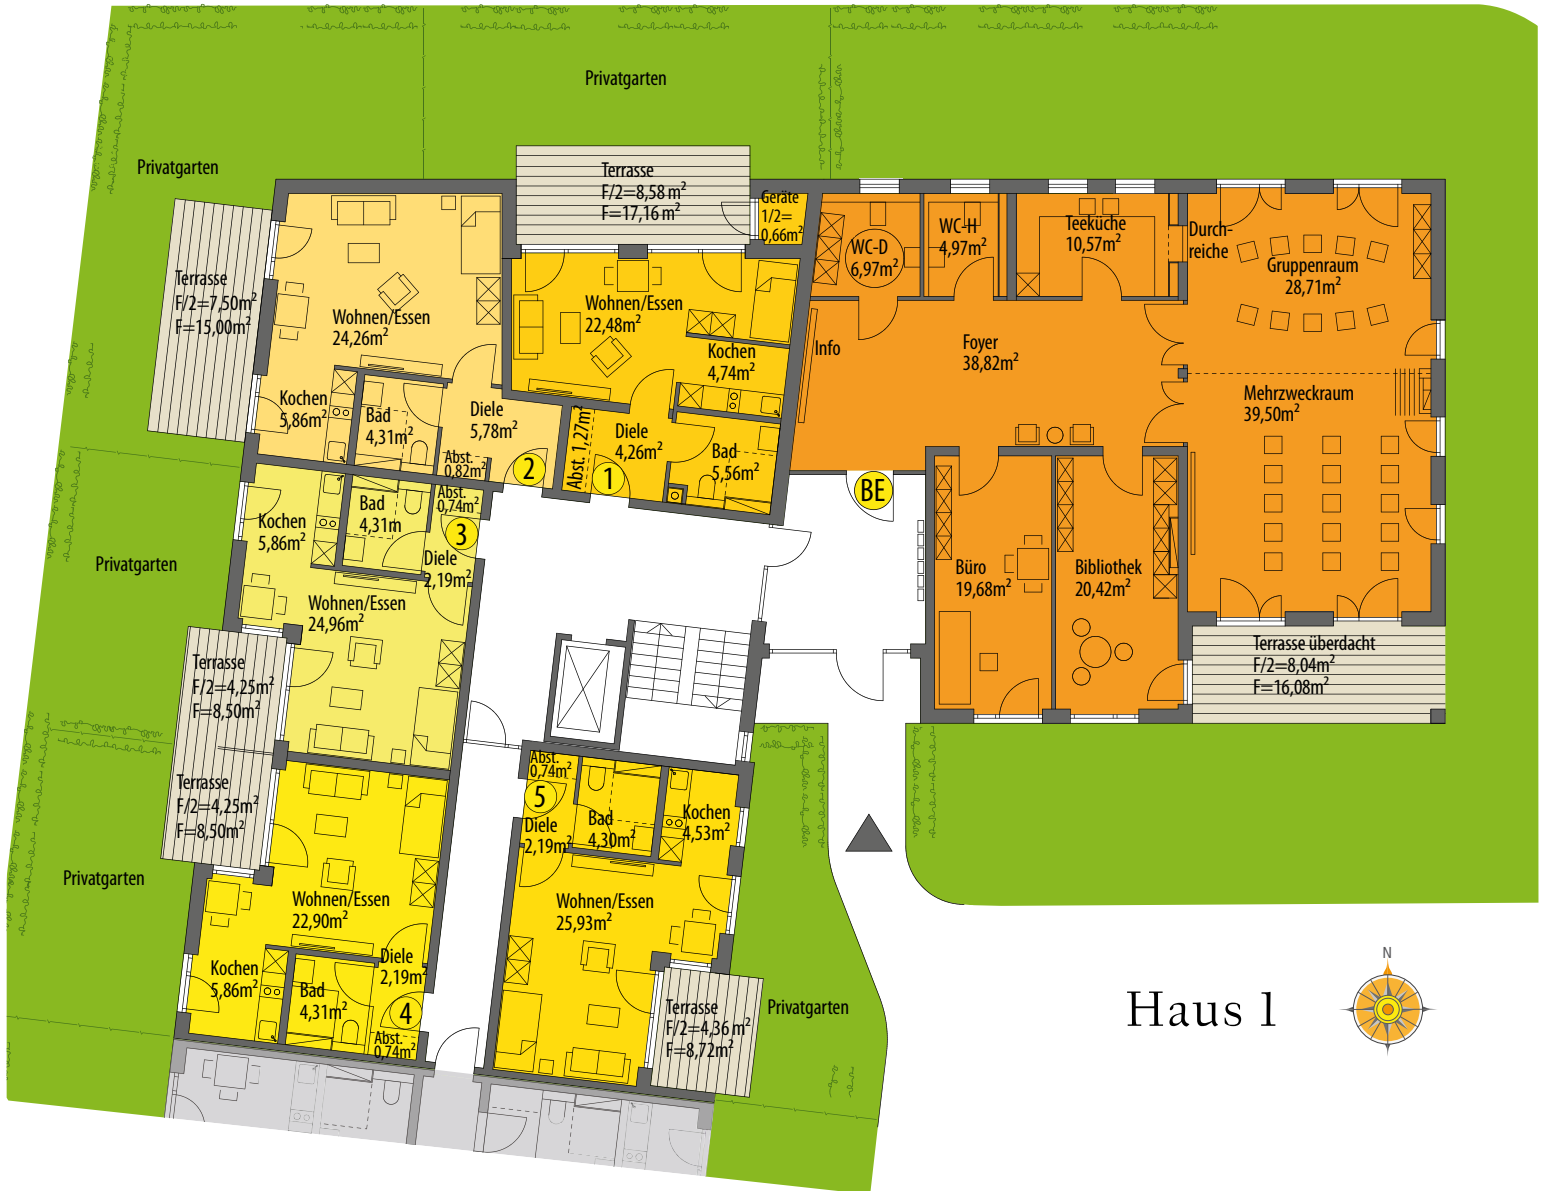 Privatgarten
Privatgarten
Terrasse
F/2=8,58 m²
F=17,16 m²
Geräte
1/2=
0,66m²
Terrasse
F/2=7,50m²
F=15,00m²
Wohnen/Essen
24,26m²
Kochen
5,86m²
Bad
4,31m²
Diele
5,78m²
Abst.
0,82m²
2
Wohnen/Essen
22,48m²
Kochen
4,74m²
Abst. 1,27m²
Diele
4,26m²
Bad
5,56m²
1
WC-D
6,97m²
WC-H
4,97m²
Teeküche
10,57m²
Durch-
reiche
Gruppenraum
28,71m²
Info
Foyer
38,82m²
Mehrzweckraum
39,50m²
BE
Büro
19,68m²
Bibliothek
20,42m²
Terrasse überdacht
F/2=8,04m²
F=16,08m²
Privatgarten
Kochen
5,86m²
Bad
4,31m
Abst.
0,74m²
3
Diele
2,19m²
Wohnen/Essen
24,96m²
Terrasse
F/2=4,25m²
F=8,50m²
Terrasse
F/2=4,25m²
F=8,50m²
Privatgarten
Wohnen/Essen
22,90m²
Kochen
5,86m²
Bad
4,31m²
Diele
2,19m²
4
Abst.
0,74m²
Abst.
0,74m²
5
Diele
2,19m²
Bad
4,30m²
Kochen
4,53m²
Wohnen/Essen
25,93m²
Terrasse
F/2=4,36 m²
F=8,72m²
Privatgarten
Haus 1
N